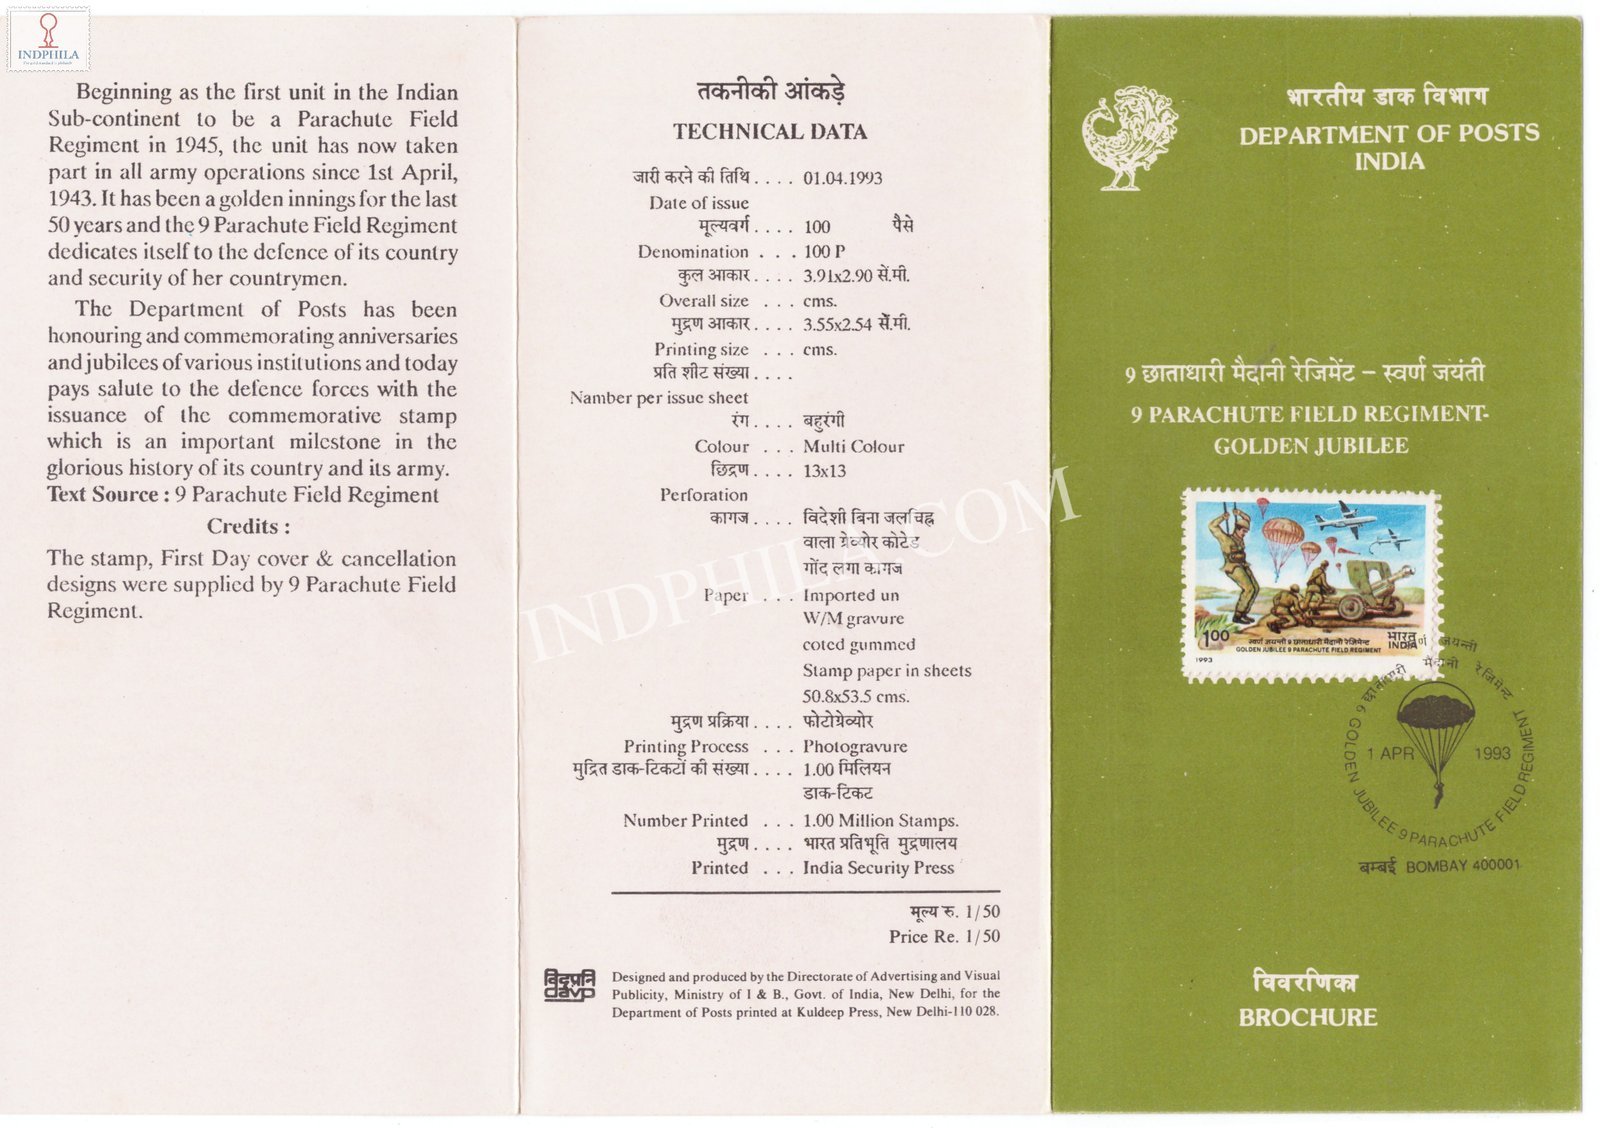 INDPHILA
Beginning as the first unit in the Indian
Sub-continent to be a Parachute Field
Regiment in 1945, the unit has now taken
part in all army operations since 1st April,
1943. It has been a golden innings for the last
50 years and the 9 Parachute Field Regiment
dedicates itself to the defence of its country
and security of her countrymen.
The Department of Posts has been
honouring and commemorating anniversaries
and jubilees of various institutions and today
pays salute to the defence forces with the
issuance of the commemorative stamp
which is an important milestone in the
glorious history of its country and its army.
Text Source : 9 Parachute Field Regiment
Credits :
The stamp, First Day cover & cancellation
designs were supplied by 9 Parachute Field
Regiment.
तकनीकी आंकड़े
TECHNICAL DATA
जारी करने की तिथि . . . . 01.04.1993
Date of issue
मूल्यवर्ग . . . . 100 पैसे
Denomination . . . 100 P
कुल आकार . . . . 3.91x2.90 सें.मी.
Overall size . . . cms.
मुद्रण आकार . . . . 3.55x2.54 सें.मी.
Printing size . . . cms.
प्रति शीट संख्या . . . .
Namber per issue sheet
रंग . . . . बहुरंगी
Colour . . . Multi Colour
छिद्रण . . . . 13x13
Perforation
कागज . . . . विदेशी बिना जलचिह्न
वाला ग्रेव्योर कोटेड
गोंद लगा कागज
Paper . . . Imported un
W/M gravure
coted gummed
Stamp paper in sheets
50.8x53.5 cms.
मुद्रण प्रक्रिया . . . . फोटोग्रेव्योर
Printing Process . . . Photogravure
मुद्रित डाक-टिकटों की संख्या . . . . 1.00 मिलियन
डाक-टिकट
Number Printed . . . 1.00 Million Stamps.
मुद्रण . . . . भारत प्रतिभूति मुद्रणालय
Printed . . . India Security Press
मूल्य रु. 1/50
Price Re. 1/50
विदृप्रनि
davp
Designed and produced by the Directorate of Advertising and Visual
Publicity, Ministry of I & B., Govt. of India, New Delhi, for the
Department of Posts printed at Kuldeep Press, New Delhi-110 028.
INDPHILA.COM
भारतीय डाक विभाग
DEPARTMENT OF POSTS
INDIA
9 छाताधारी मैदानी रेजिमेंट – स्वर्ण जयंती
9 PARACHUTE FIELD REGIMENT-
GOLDEN JUBILEE
1.00
स्वर्ण जयन्ती 9 छाताधारी मैदानी रेजिमेन्ट
GOLDEN JUBILEE 9 PARACHUTE FIELD REGIMENT
भारत
INDIA
1993
9 छाताधारी मैदानी रेजिमेन्ट
जयन्ती
1 APR 1993
GOLDEN JUBILEE 9 PARACHUTE FIELD REGIMENT
बम्बई BOMBAY 400001
विवरणिका
BROCHURE